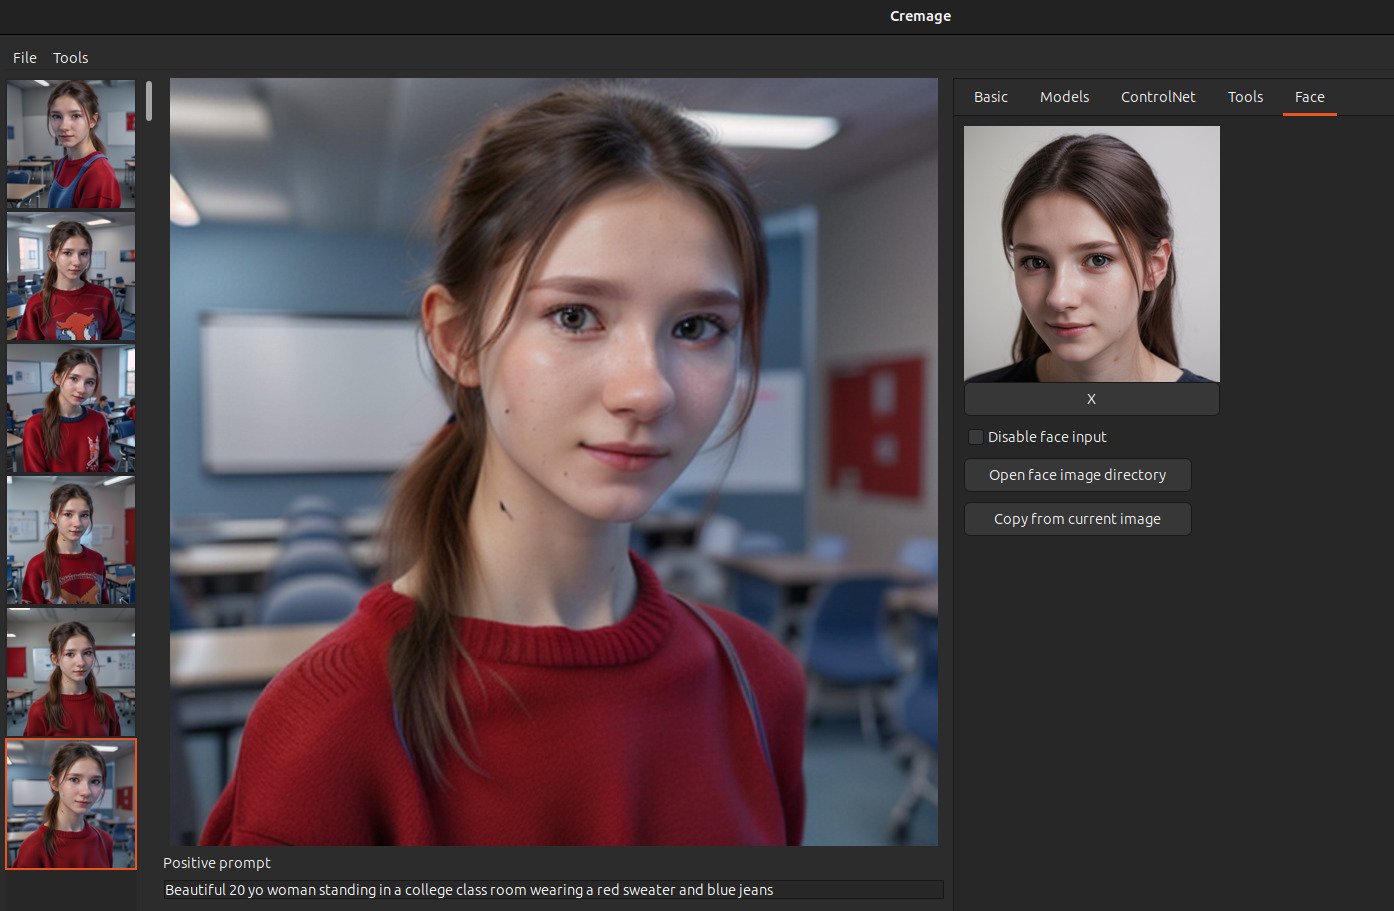 Cremage
File Tools
Basic Models ControlNet Tools Face
X
Disable face input
Open face image directory
Copy from current image
Positive prompt
Beautiful 20 yo woman standing in a college class room wearing a red sweater and blue jeans